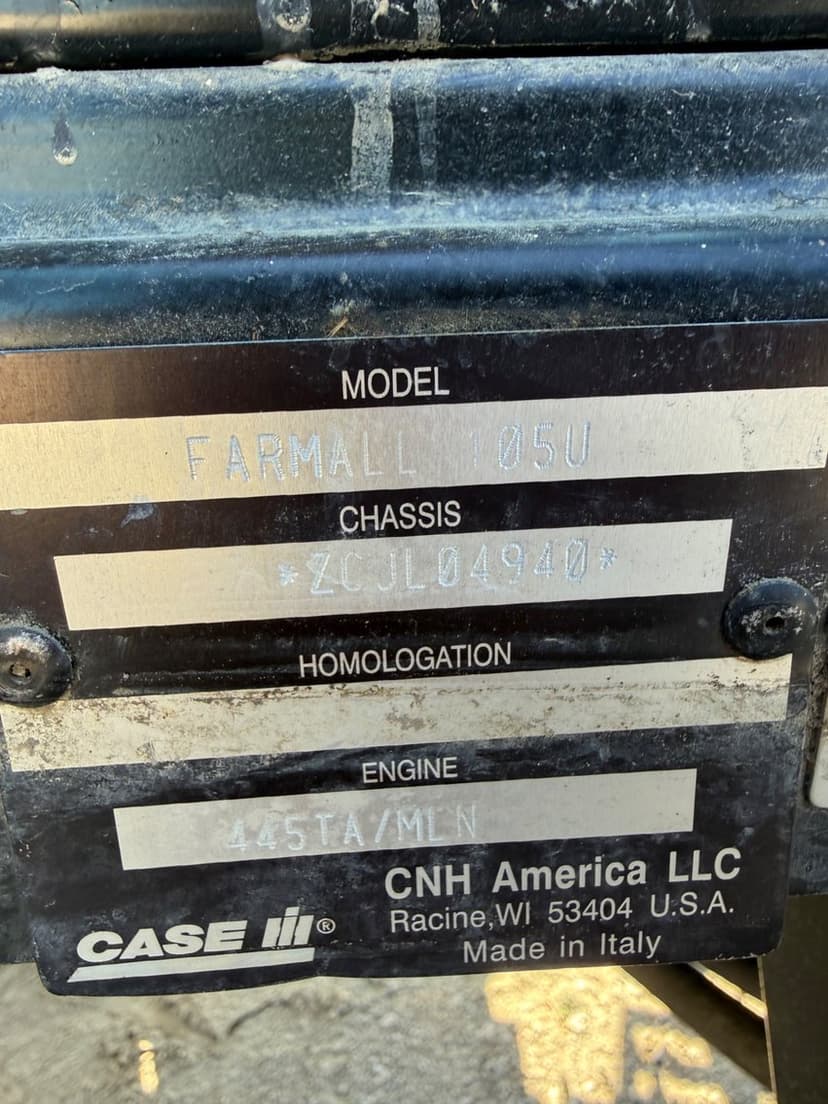 MODEL
FARMALL 105U
CHASSIS
*ZCJL04940*
HOMOLOGATION
ENGINE
445TA/MLN
CNH America LLC
Racine, WI 53404 U.S.A.
Made in Italy
CASE IH®